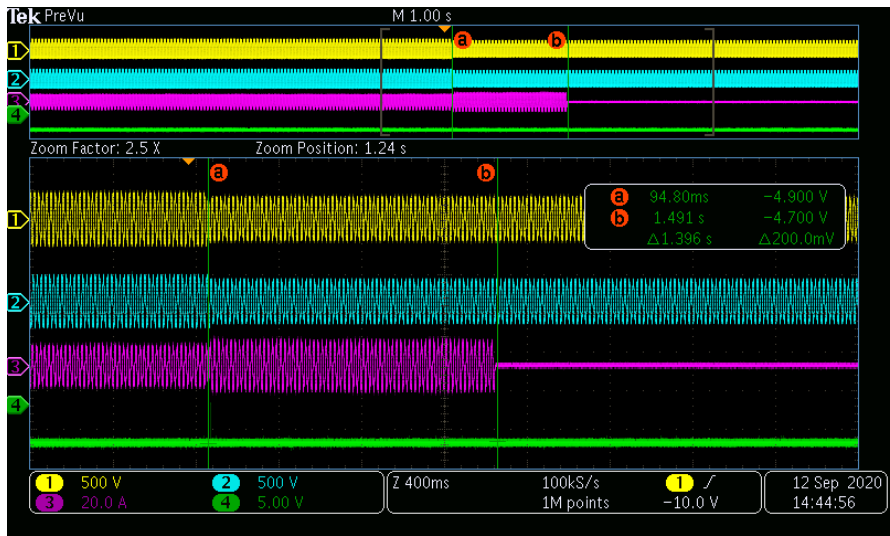 Tek PreVu M 1.00 s
1
a b
2
3
4
Zoom Factor: 2.5 X Zoom Position: 1.24 s
a b
1
a 94.80ms −4.900 V
b 1.491 s −4.700 V
△1.396 s △200.0mV
2
3
4
1 500 V 2 500 V Z 400ms 100kS/s 1 12 Sep 2020
3 20.0 A 4 5.00 V 1M points −10.0 V 14:44:56